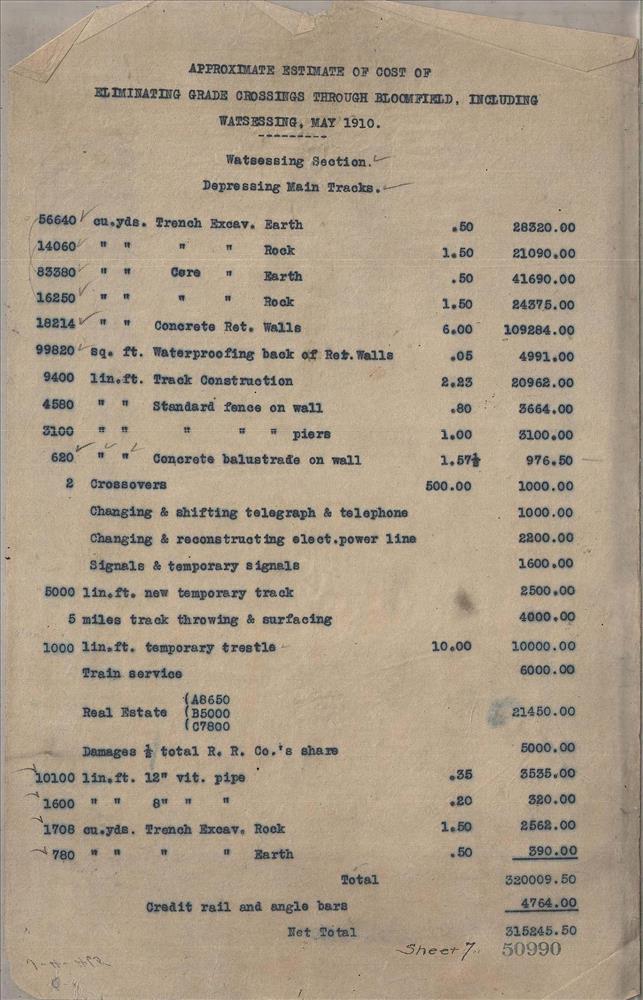 APPROXIMATE ESTIMATE OF COST OF
ELIMINATING GRADE CROSSINGS THROUGH BLOOMFIELD, INCLUDING
WATSESSING, MAY 1910.
---------
Watsessing Section.
Depressing Main Tracks.
56640 cu.yds. Trench Excav. Earth .50 28320.00
14060 " " " " Rock 1.50 21090.00
83380 " " Core " Earth .50 41690.00
16250 " " " " Rock 1.50 24375.00
18214 " " Concrete Ret. Walls 6.00 109284.00
99820 sq. ft. Waterproofing back of Ret.Walls .05 4991.00
9400 lin.ft. Track Construction 2.23 20962.00
4580 " " Standard fence on wall .80 3664.00
3100 " " " " " piers 1.00 3100.00
620 " " Concrete balustrade on wall 1.57½ 976.50
2 Crossovers 500.00 1000.00
Changing & shifting telegraph & telephone 1000.00
Changing & reconstructing elect.power line 2200.00
Signals & temporary signals 1600.00
5000 lin.ft. new temporary track 2500.00
5 miles track throwing & surfacing 4000.00
1000 lin.ft. temporary trestle 10.00 10000.00
Train service 6000.00
(A8650
Real Estate (B5000 21450.00
(C7800
Damages ½ total R. R. Co.'s share 5000.00
10100 lin.ft. 12" vit. pipe .35 3535.00
1600 " " 8" " " .20 320.00
1708 cu.yds. Trench Excav. Rock 1.50 2562.00
780 " " " " Earth .50 390.00
Total 320009.50
Credit rail and angle bars 4764.00
Net Total 315245.50
Sheet 7. 50990